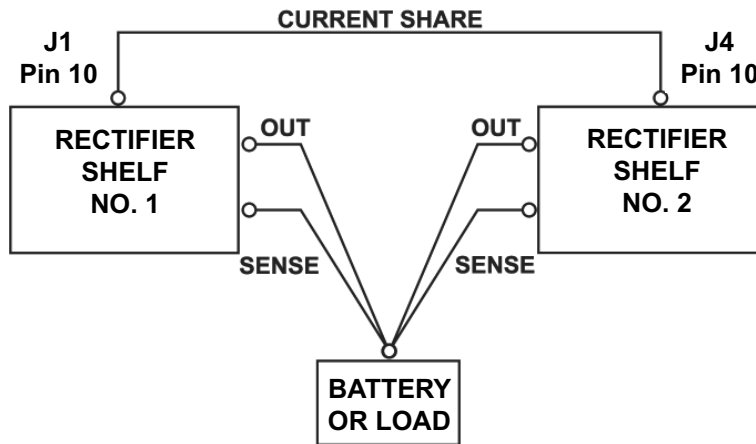 CURRENT SHARE
J1
Pin 10
J4
Pin 10
RECTIFIER
SHELF
NO. 1
OUT
SENSE
OUT
SENSE
RECTIFIER
SHELF
NO. 2
BATTERY
OR LOAD